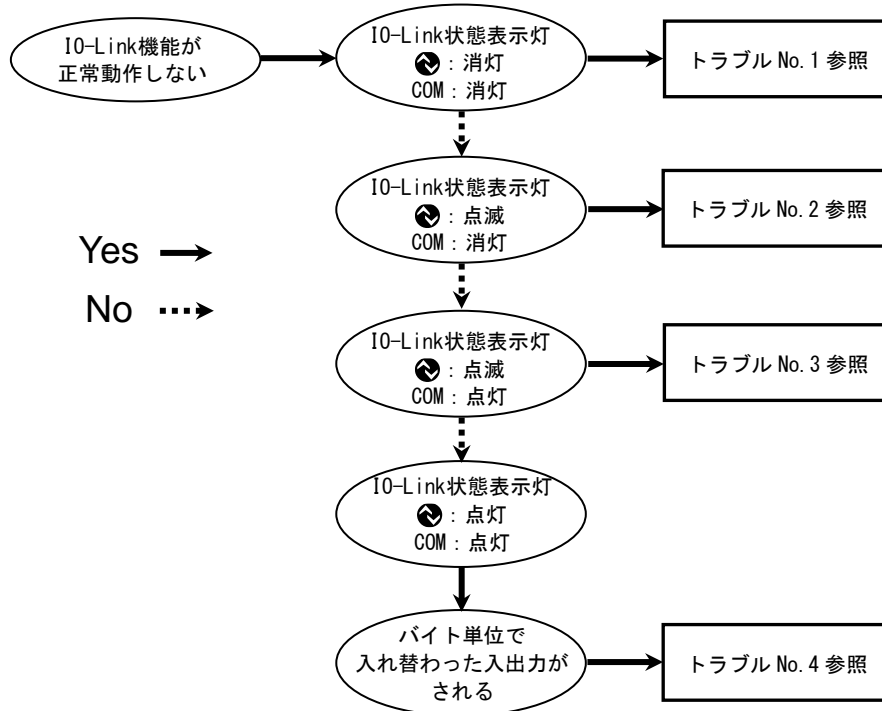 IO-Link機能が
正常動作しない
IO-Link状態表示灯
：消灯
COM：消灯
トラブル No.1 参照
IO-Link状態表示灯
：点滅
COM：消灯
トラブル No.2 参照
Yes
No
IO-Link状態表示灯
：点滅
COM：点灯
トラブル No.3 参照
IO-Link状態表示灯
：点灯
COM：点灯
バイト単位で
入れ替わった入出力が
される
トラブル No.4 参照